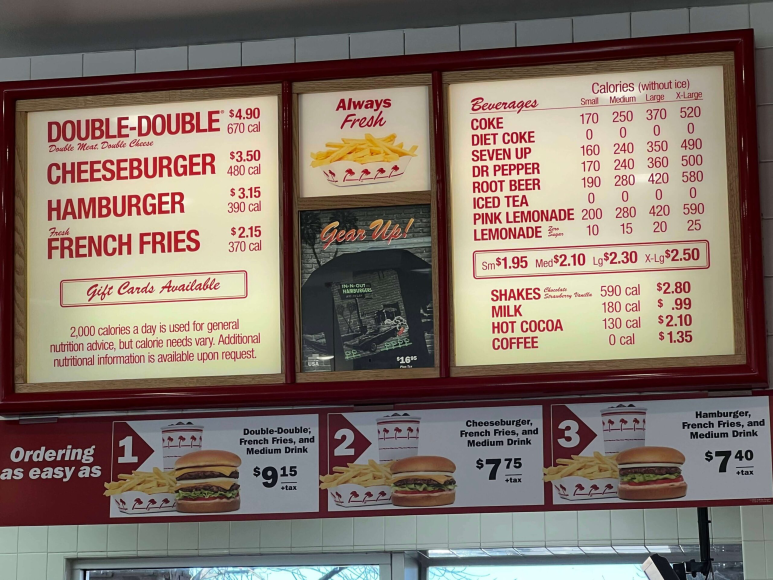 DOUBLE-DOUBLE® $4.90
Double Meat, Double Cheese 670 cal
CHEESEBURGER $3.50
480 cal
HAMBURGER $3.15
390 cal
Fresh
FRENCH FRIES $2.15
370 cal
Gift Cards Available
2,000 calories a day is used for general
nutrition advice, but calorie needs vary. Additional
nutritional information is available upon request.
Always
Fresh
Gear Up!
IN-N-OUT
HAMBURGERS
USA
$16.95
Plus Tax
Calories (without ice)
Beverages Small Medium Large X-Large
COKE 170 250 370 520
DIET COKE 0 0 0 0
SEVEN UP 160 240 350 490
DR PEPPER 170 240 360 500
ROOT BEER 190 280 420 580
ICED TEA 0 0 0 0
PINK LEMONADE 200 280 420 590
LEMONADE Zero Sugar 10 15 20 25
Sm$1.95 Med$2.10 Lg$2.30 X-Lg$2.50
SHAKES Chocolate Strawberry Vanilla 590 cal $2.80
MILK 180 cal $ .99
HOT COCOA 130 cal $2.10
COFFEE 0 cal $1.35
Ordering
as easy as
1
Double-Double,
French Fries, and
Medium Drink
$9.15
+tax
2
Cheeseburger,
French Fries, and
Medium Drink
$7.75
+tax
3
Hamburger,
French Fries, and
Medium Drink
$7.40
+tax